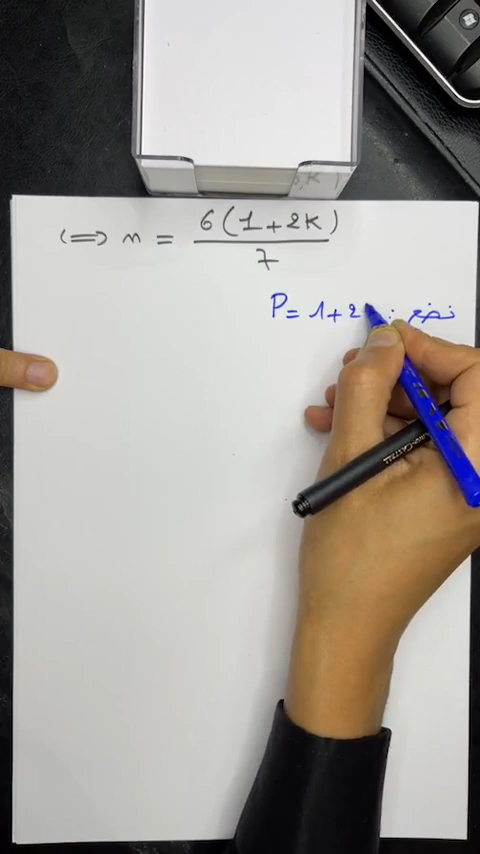 ⟺ n = 6(1+2K) / 7
نضع : P = 1+2